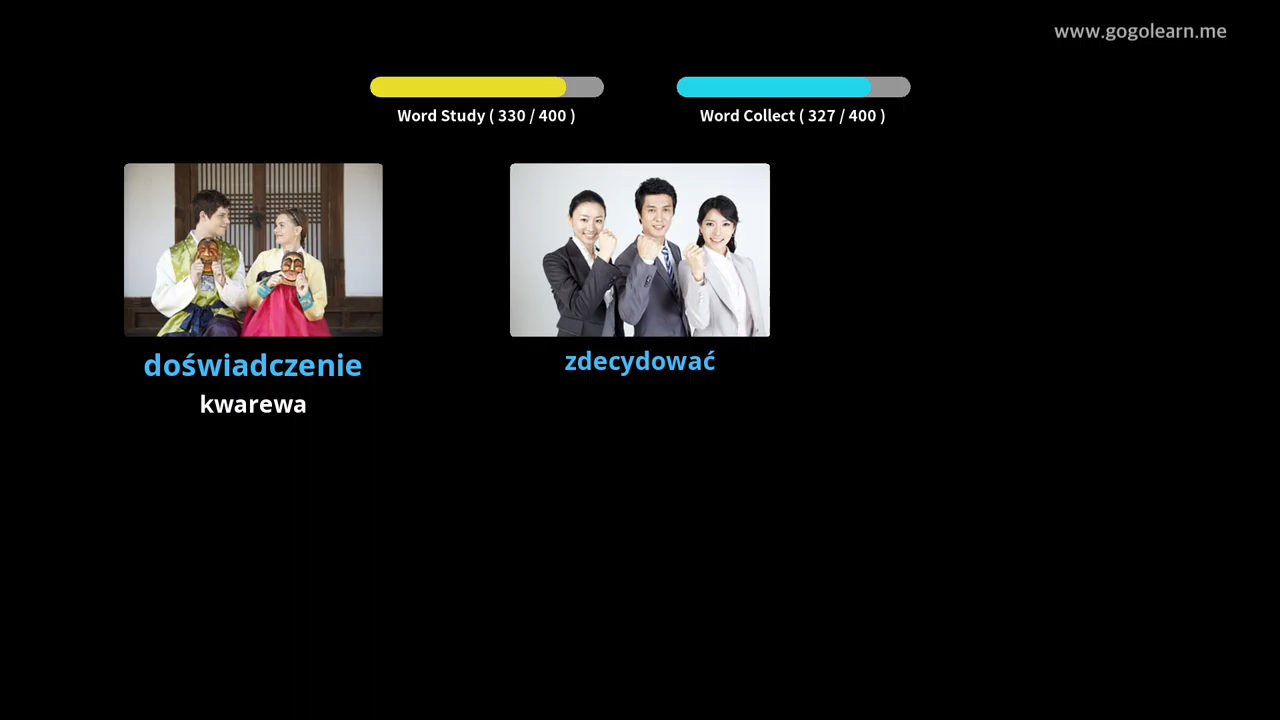 www.gogolearn.me
Word Study ( 330 / 400 )
Word Collect ( 327 / 400 )
doświadczenie
kwarewa
zdecydować